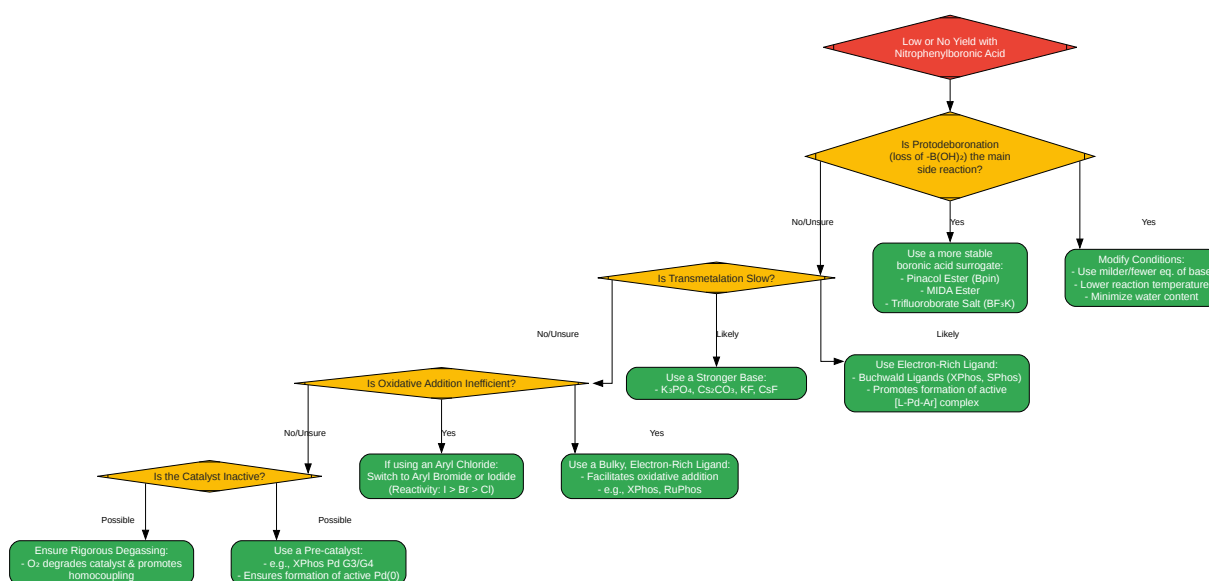 Low or No Yield with
Nitrophenylboronic Acid
Is Protodeboronation
(loss of -B(OH)₂) the main
side reaction?
No/Unsure
Yes
Yes
Use a more stable
boronic acid surrogate:
- Pinacol Ester (Bpin)
- MIDA Ester
- Trifluoroborate Salt (BF₃K)
Modify Conditions:
- Use milder/fewer eq. of base
- Lower reaction temperature
- Minimize water content
Is Transmetalation Slow?
No/Unsure
Likely
Likely
Use a Stronger Base:
- K₃PO₄, Cs₂CO₃, KF, CsF
Use Electron-Rich Ligand:
- Buchwald Ligands (XPhos, SPhos)
- Promotes formation of active
[L-Pd-Ar] complex
Is Oxidative Addition Inefficient?
No/Unsure
Yes
Yes
If using an Aryl Chloride:
Switch to Aryl Bromide or Iodide
(Reactivity: I > Br > Cl)
Use a Bulky, Electron-Rich Ligand:
- Facilitates oxidative addition
- e.g., XPhos, RuPhos
Is the Catalyst Inactive?
Possible
Possible
Ensure Rigorous Degassing:
- O₂ degrades catalyst & promotes
homocoupling
Use a Pre-catalyst:
- e.g., XPhos Pd G3/G4
- Ensures formation of active Pd(0)